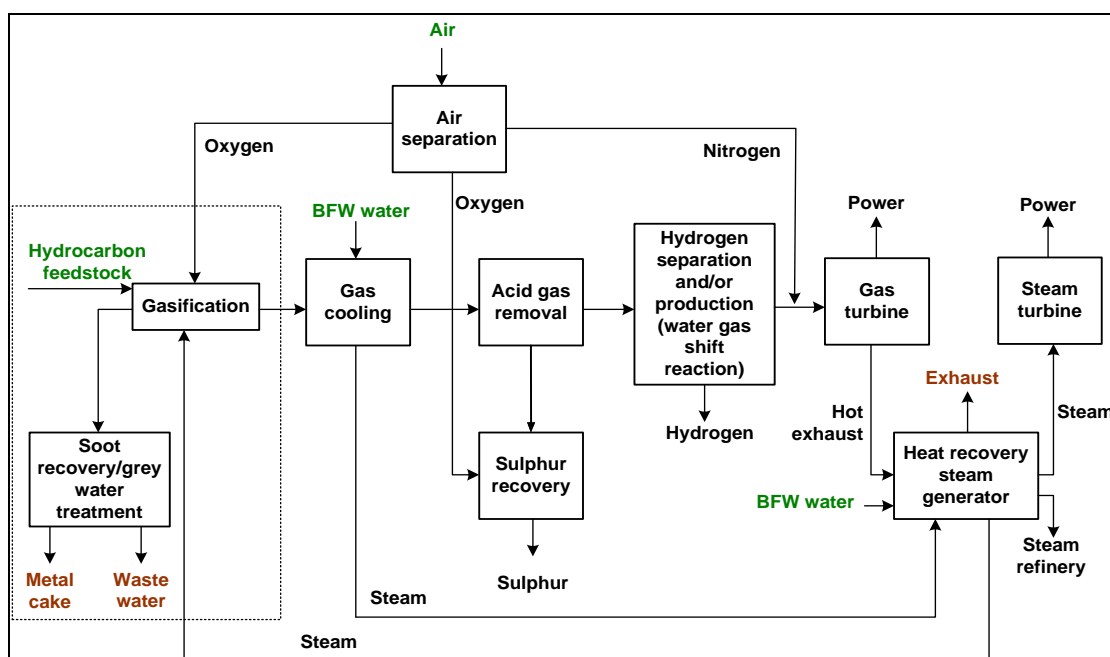 Air
Air
separation
Oxygen
Nitrogen
BFW water
Oxygen
Power
Power
Hydrocarbon
feedstock
Gasification
Gas
cooling
Acid gas
removal
Hydrogen
separation
and/or
production
(water gas
shift
reaction)
Gas
turbine
Steam
turbine
Exhaust
Hot
exhaust
Steam
Hydrogen
Soot
recovery/grey
water
treatment
Sulphur
recovery
Heat recovery
steam
generator
BFW water
Metal
cake
Waste
water
Sulphur
Steam
refinery
Steam
Steam